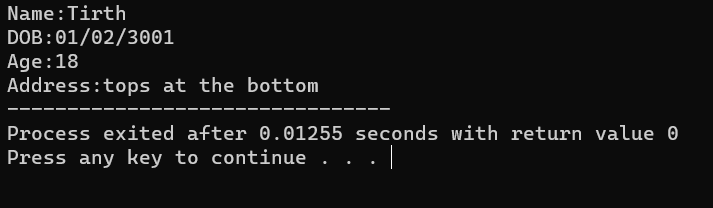 Name:Tirth
DOB:01/02/3001
Age:18
Address:tops at the bottom
--------------------------------
Process exited after 0.01255 seconds with return value 0
Press any key to continue . . .